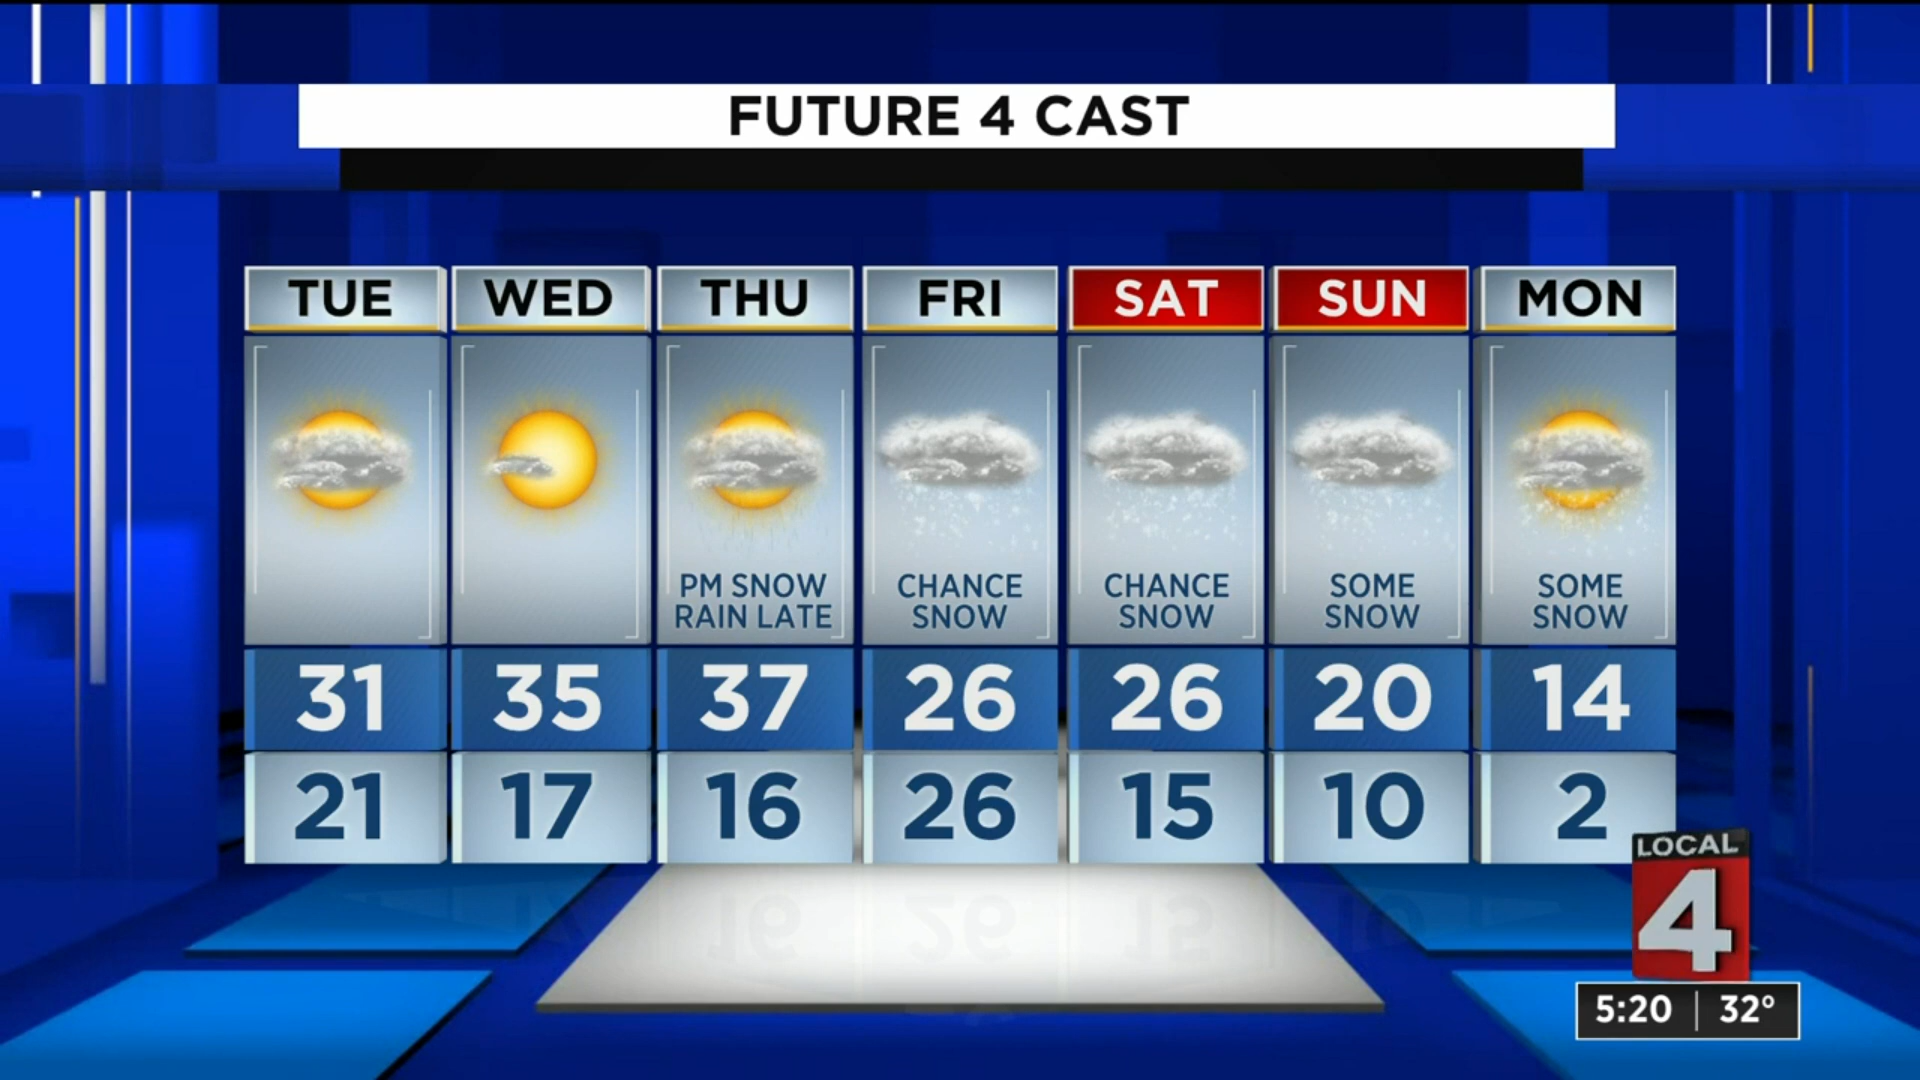 FUTURE 4 CAST
TUE WED THU FRI SAT SUN MON
PM SNOW CHANCE CHANCE SOME SOME
RAIN LATE SNOW SNOW SNOW SNOW
31 35 37 26 26 20 14
21 17 16 26 15 10 2
LOCAL
4
5:20 32°